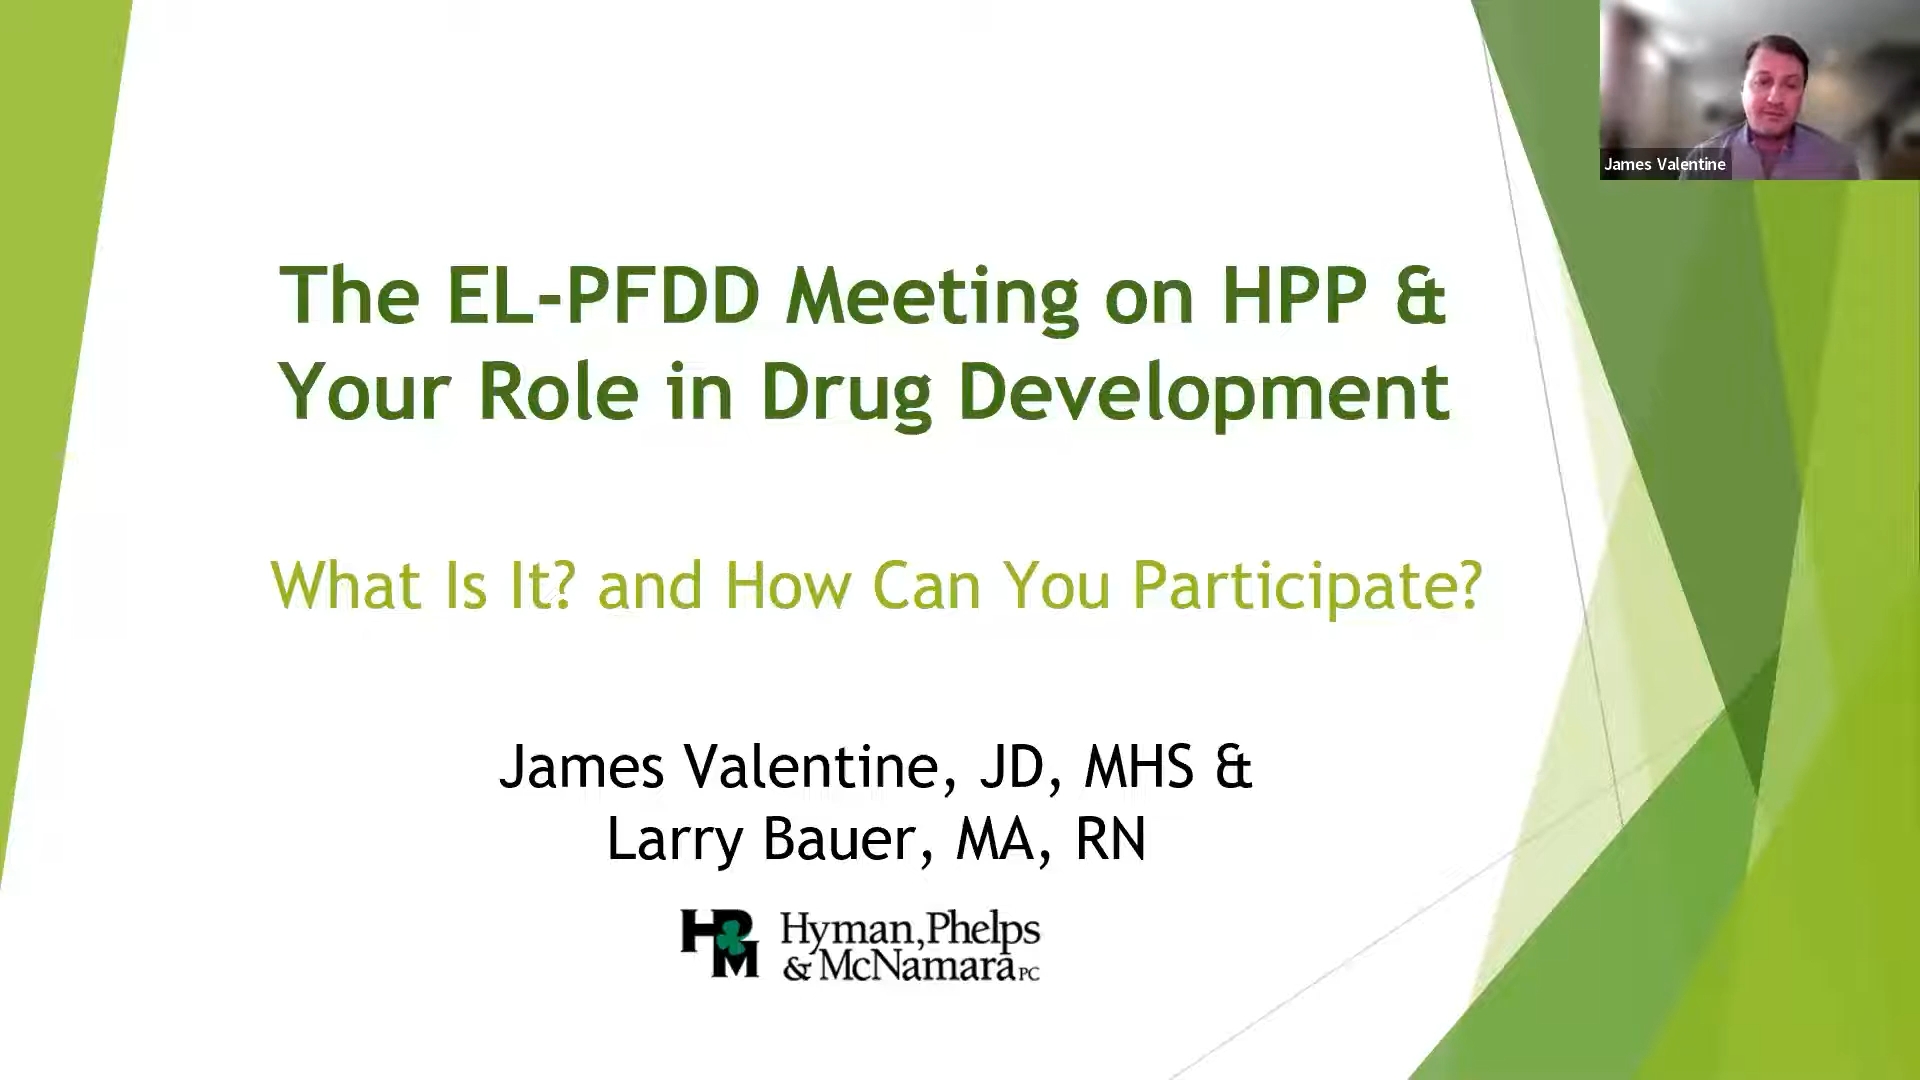 James Valentine
The EL-PFDD Meeting on HPP &
Your Role in Drug Development
What Is It? and How Can You Participate?
James Valentine, JD, MHS &
Larry Bauer, MA, RN
HPM
Hyman, Phelps
& McNamara PC